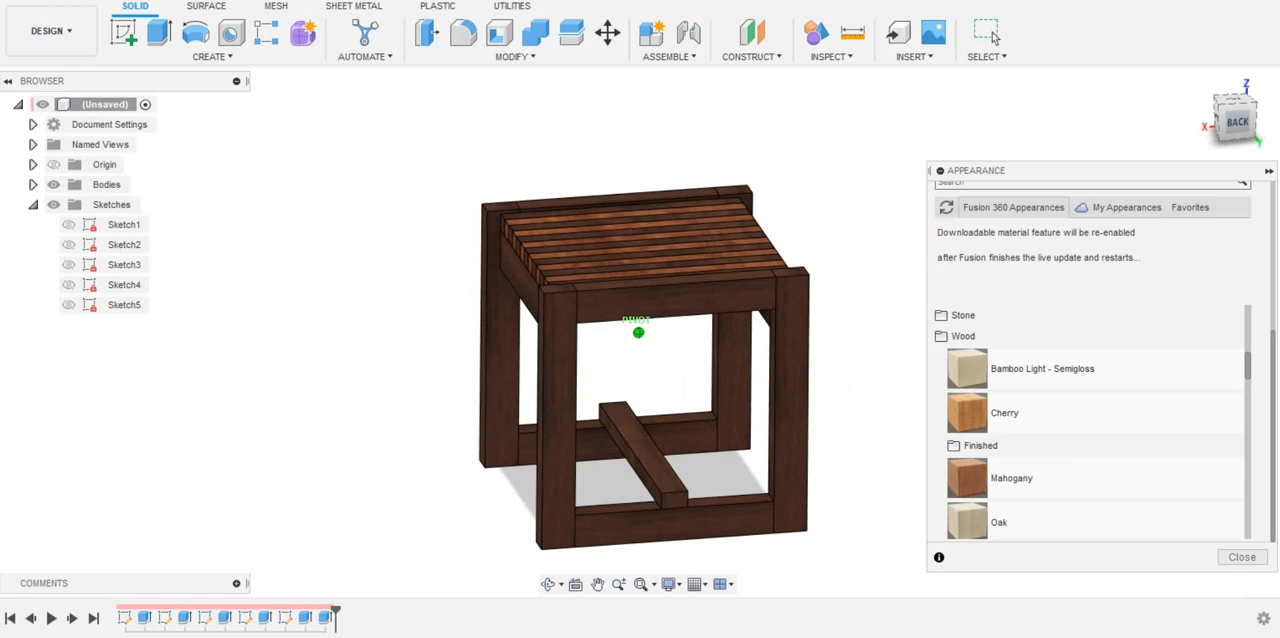 SOLID SURFACE MESH SHEET METAL PLASTIC UTILITIES
DESIGN
CREATE AUTOMATE MODIFY ASSEMBLE CONSTRUCT INSPECT INSERT SELECT
BROWSER
(Unsaved)
Document Settings
Named Views
Origin
Bodies
Sketches
Sketch1
Sketch2
Sketch3
Sketch4
Sketch5
Z
BACK
X
Y
PIVOT
APPEARANCE
Search
Fusion 360 Appearances My Appearances Favorites
Downloadable material feature will be re-enabled
after Fusion finishes the live update and restarts...
Stone
Wood
Bamboo Light - Semigloss
Cherry
Finished
Mahogany
Oak
Close
COMMENTS